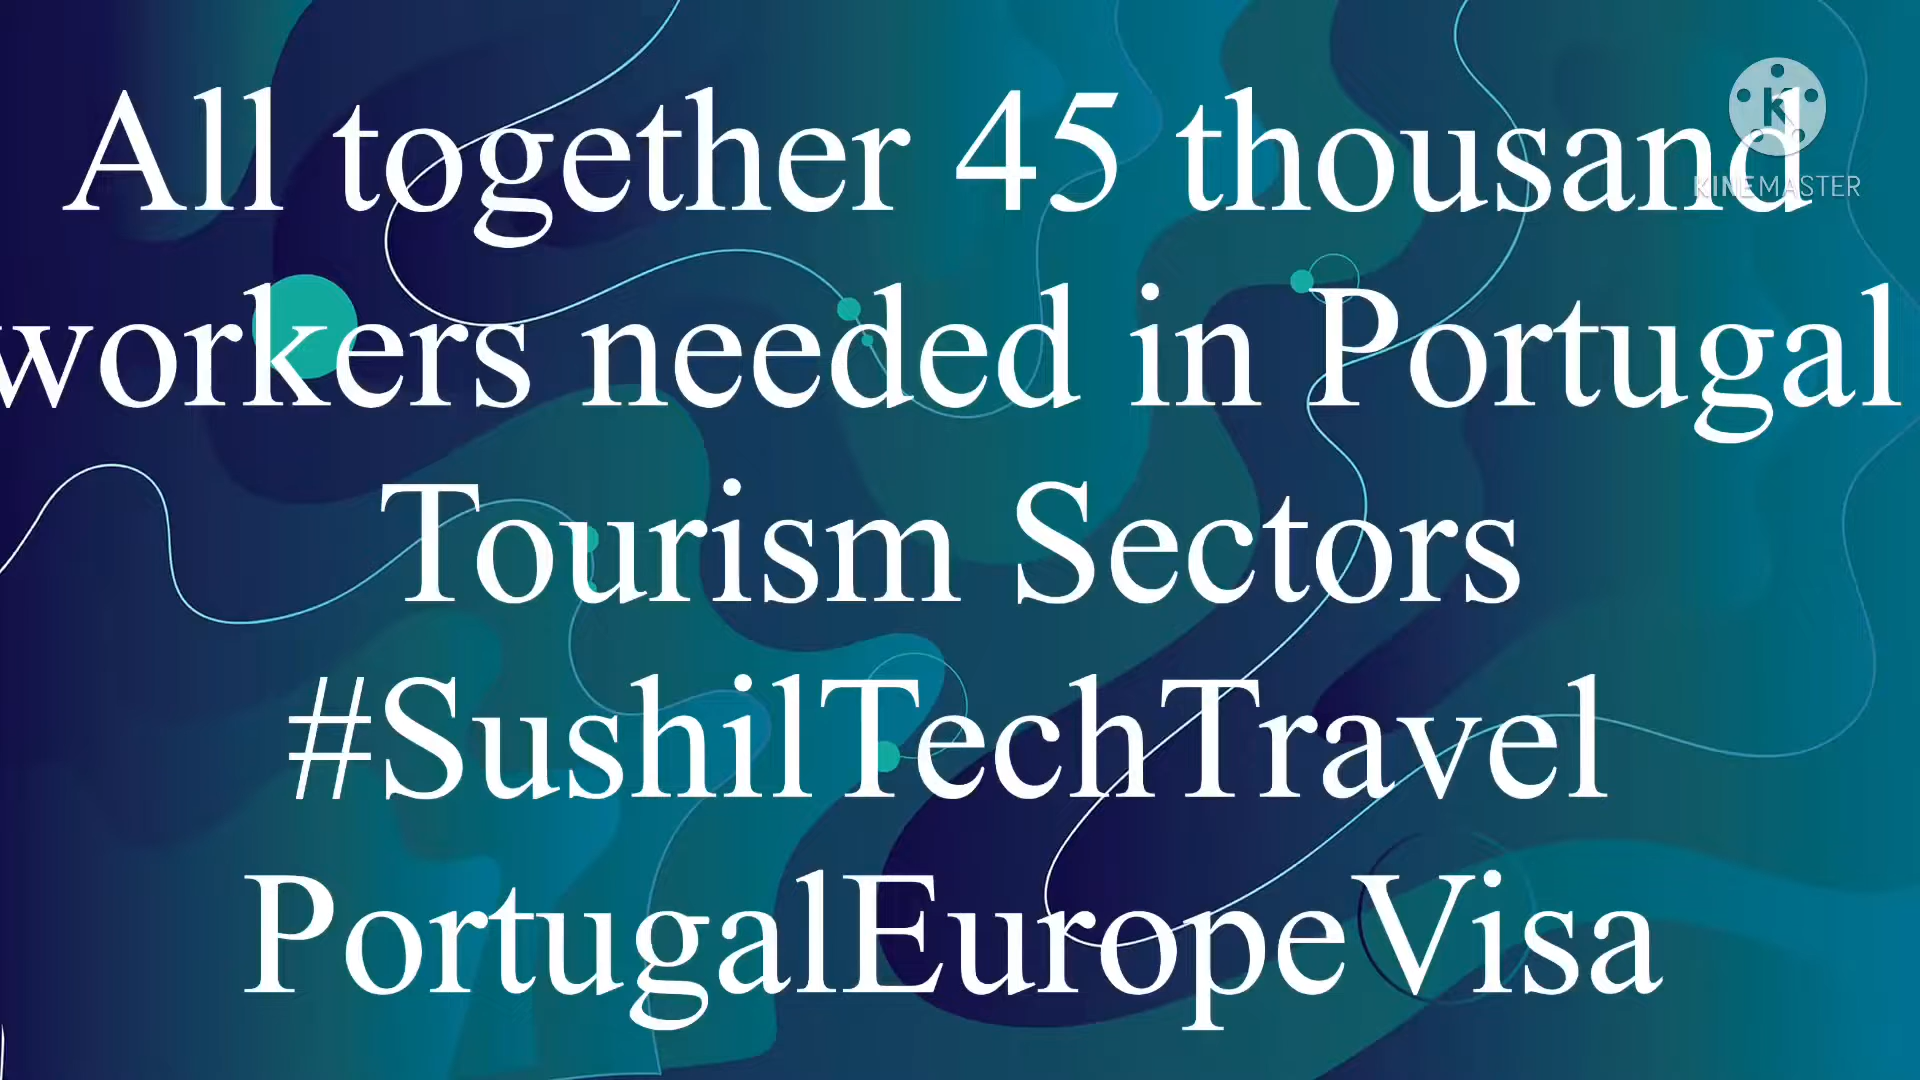 All together 45 thousand
workers needed in Portugal
Tourism Sectors
#SushilTechTravel
PortugalEuropeVisa
K
KINEMASTER